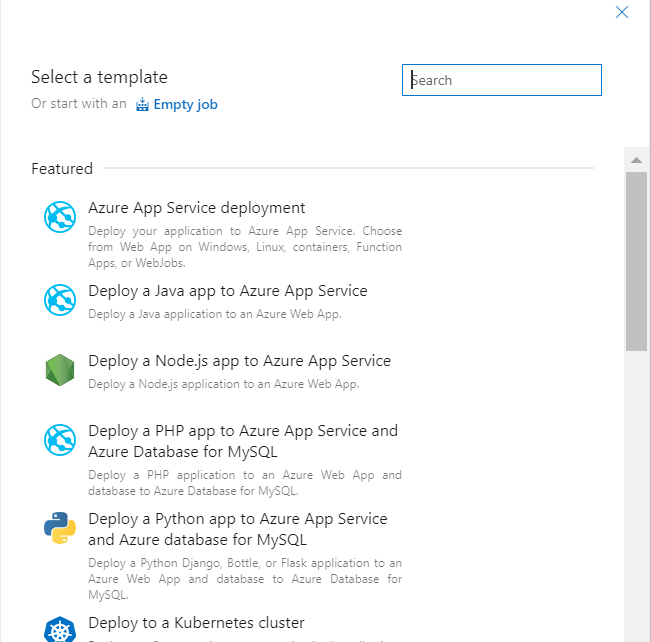 Select a template
Search
Or start with an Empty job
Featured
Azure App Service deployment
Deploy your application to Azure App Service. Choose
from Web App on Windows, Linux, containers, Function
Apps, or WebJobs.
Deploy a Java app to Azure App Service
Deploy a Java application to an Azure Web App.
Deploy a Node.js app to Azure App Service
Deploy a Node.js application to an Azure Web App.
Deploy a PHP app to Azure App Service and
Azure Database for MySQL
Deploy a PHP application to an Azure Web App and
database to Azure Database for MySQL.
Deploy a Python app to Azure App Service
and Azure database for MySQL
Deploy a Python Django, Bottle, or Flask application to an
Azure Web App and database to Azure Database for
MySQL.
Deploy to a Kubernetes cluster